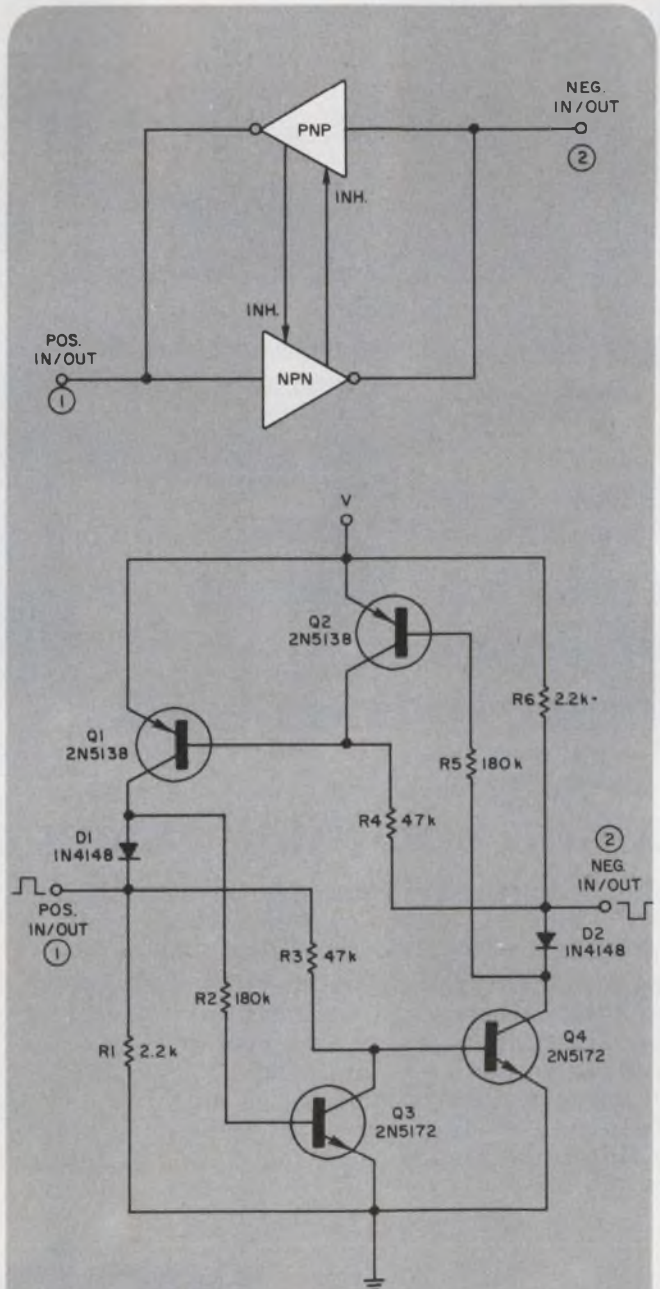 NEG.
IN/OUT
②
PNP
INH.
INH.
POS.
IN/OUT
①
NPN
V
Q2
2N5138
R6 2.2k
Q1
2N5138
R5 180k
R4 47k
D1
1N4148
②
NEG.
IN/OUT
POS.
IN/OUT
①
D2
1N4148
R3 47k
R2 180k
Q4
2N5172
R1 2.2k
Q3
2N5172